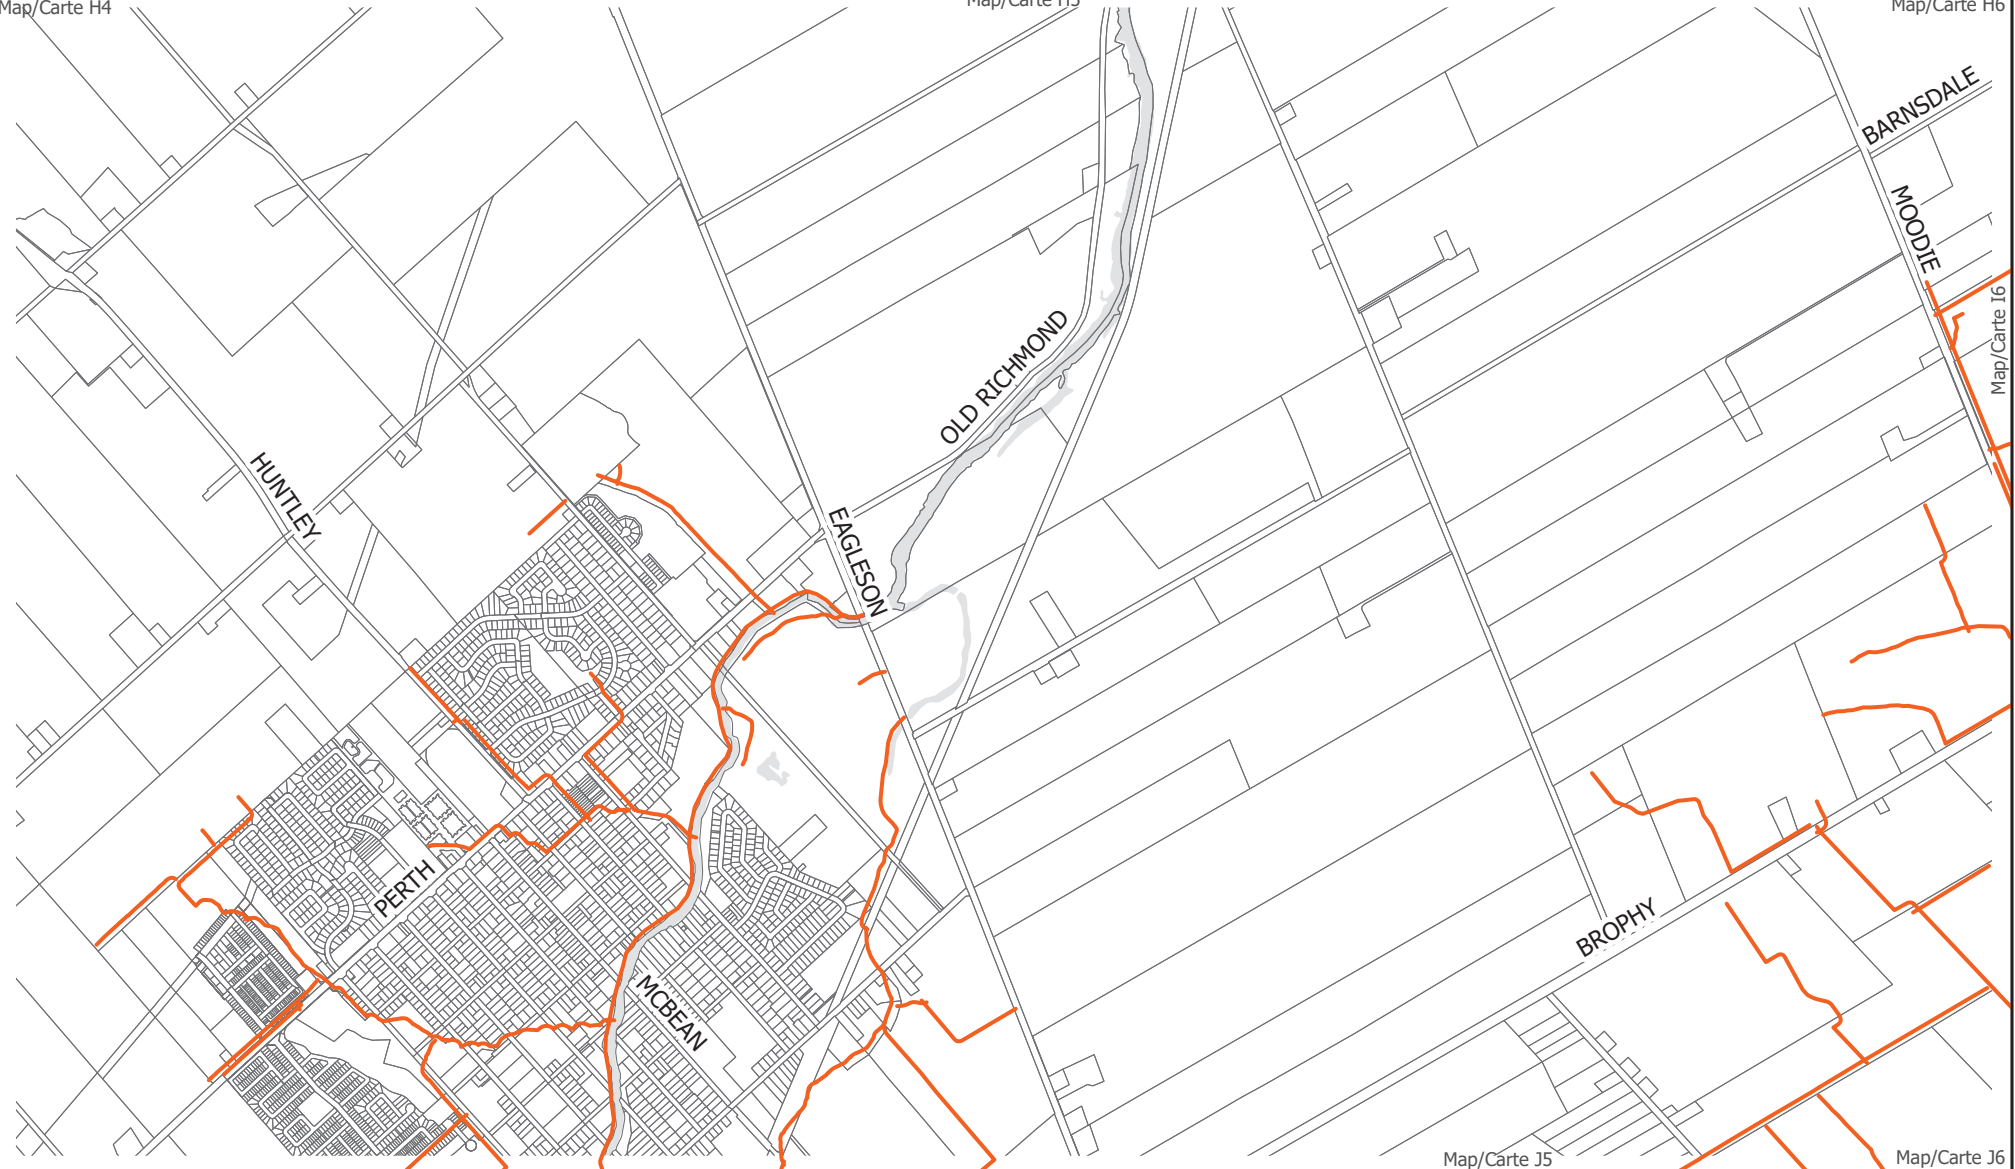 Map/Carte H4
Map/Carte H5
Map/Carte H6
BARNSDALE
MOODIE
Map/Carte I6
OLD RICHMOND
HUNTLEY
EAGLESON
PERTH
BROPHY
MCBEAN
Map/Carte J5
Map/Carte J6